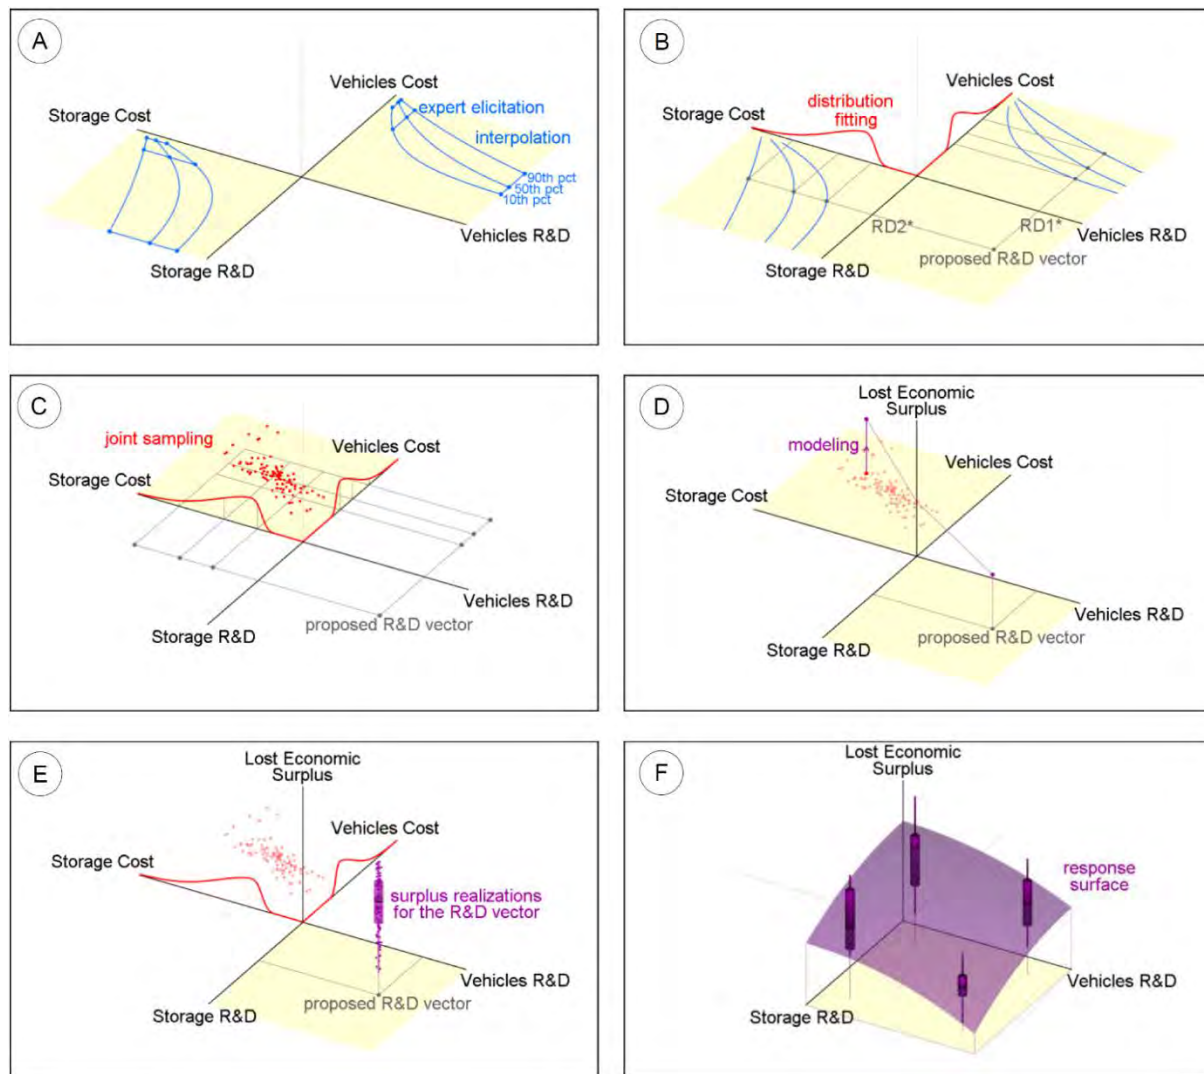 A
Vehicles Cost
expert elicitation
Storage Cost
interpolation
90th pct
50th pct
10th pct
Vehicles R&D
Storage R&D
B
Vehicles Cost
distribution
fitting
Storage Cost
RD2*
RD1*
Vehicles R&D
proposed R&D vector
Storage R&D
C
joint sampling
Vehicles Cost
Storage Cost
Vehicles R&D
proposed R&D vector
Storage R&D
D
Lost Economic
Surplus
modeling
Vehicles Cost
Storage Cost
Vehicles R&D
proposed R&D vector
Storage R&D
E
Lost Economic
Surplus
Vehicles Cost
Storage Cost
surplus realizations
for the R&D vector
Vehicles R&D
proposed R&D vector
Storage R&D
F
Lost Economic
Surplus
response
surface
Vehicles R&D
Storage R&D